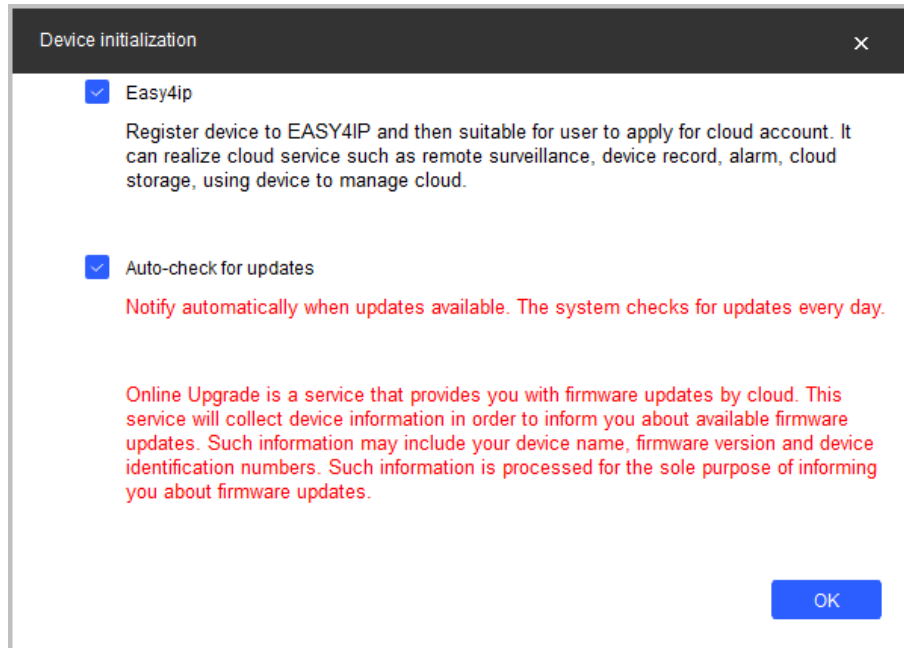 Device initialization
Easy4ip
Register device to EASY4IP and then suitable for user to apply for cloud account. It
can realize cloud service such as remote surveillance, device record, alarm, cloud
storage, using device to manage cloud.
Auto-check for updates
Notify automatically when updates available. The system checks for updates every day.
Online Upgrade is a service that provides you with firmware updates by cloud. This
service will collect device information in order to inform you about available firmware
updates. Such information may include your device name, firmware version and device
identification numbers. Such information is processed for the sole purpose of informing
you about firmware updates.
OK